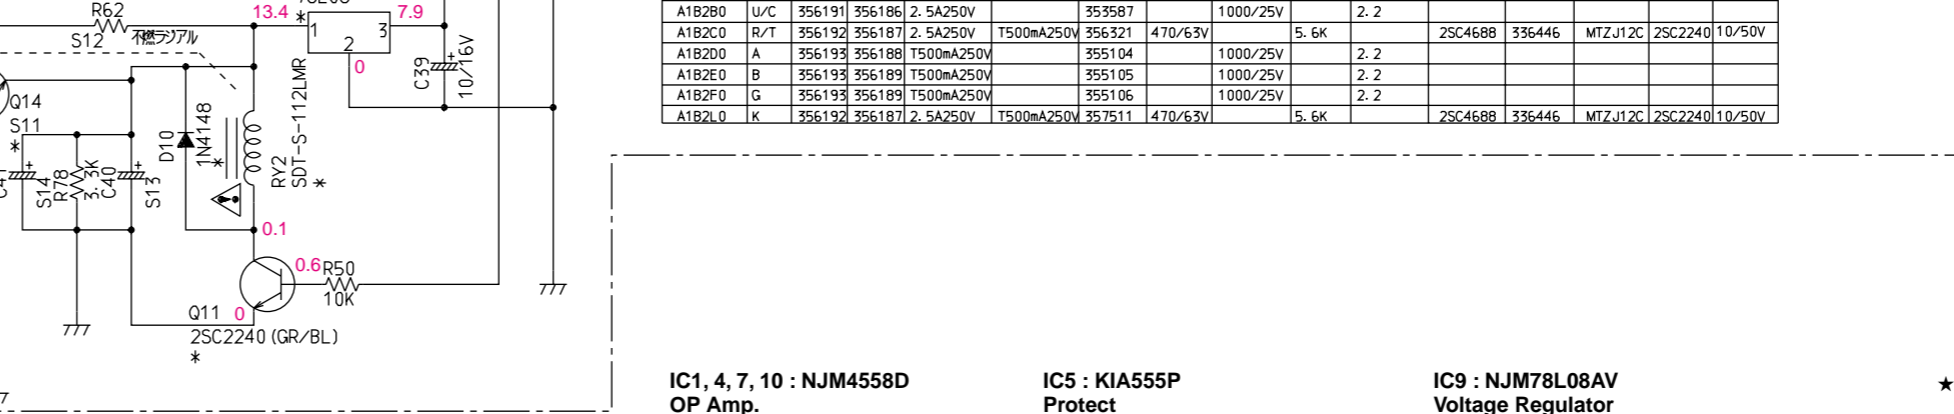 R62
S12
不燃ラジアル
13.4
*
1
2
3
7.9
0
C39
10/16V
Q14
S11
*
S14
R78
3.3K
C40
S13
D10
1N4148
*
RY2
SDT-S-112LMR
*
0.1
0.6
R50
10K
Q11
0
2SC2240 (GR/BL)
*
A1B2B0 U/C 356191 356186 2.5A250V 353587 1000/25V 2.2
A1B2C0 R/T 356192 356187 2.5A250V T500mA250V 356321 470/63V 5.6K 2SC4688 336446 MTZJ12C 2SC2240 10/50V
A1B2D0 A 356193 356188 T500mA250V 355104 1000/25V 2.2
A1B2E0 B 356193 356189 T500mA250V 355105 1000/25V 2.2
A1B2F0 G 356193 356189 T500mA250V 355106 1000/25V 2.2
A1B2L0 K 356192 356187 2.5A250V T500mA250V 357511 470/63V 5.6K 2SC4688 336446 MTZJ12C 2SC2240 10/50V
IC1, 4, 7, 10 : NJM4558D
OP Amp.
IC5 : KIA555P
Protect
IC9 : NJM78L08AV
Voltage Regulator
★